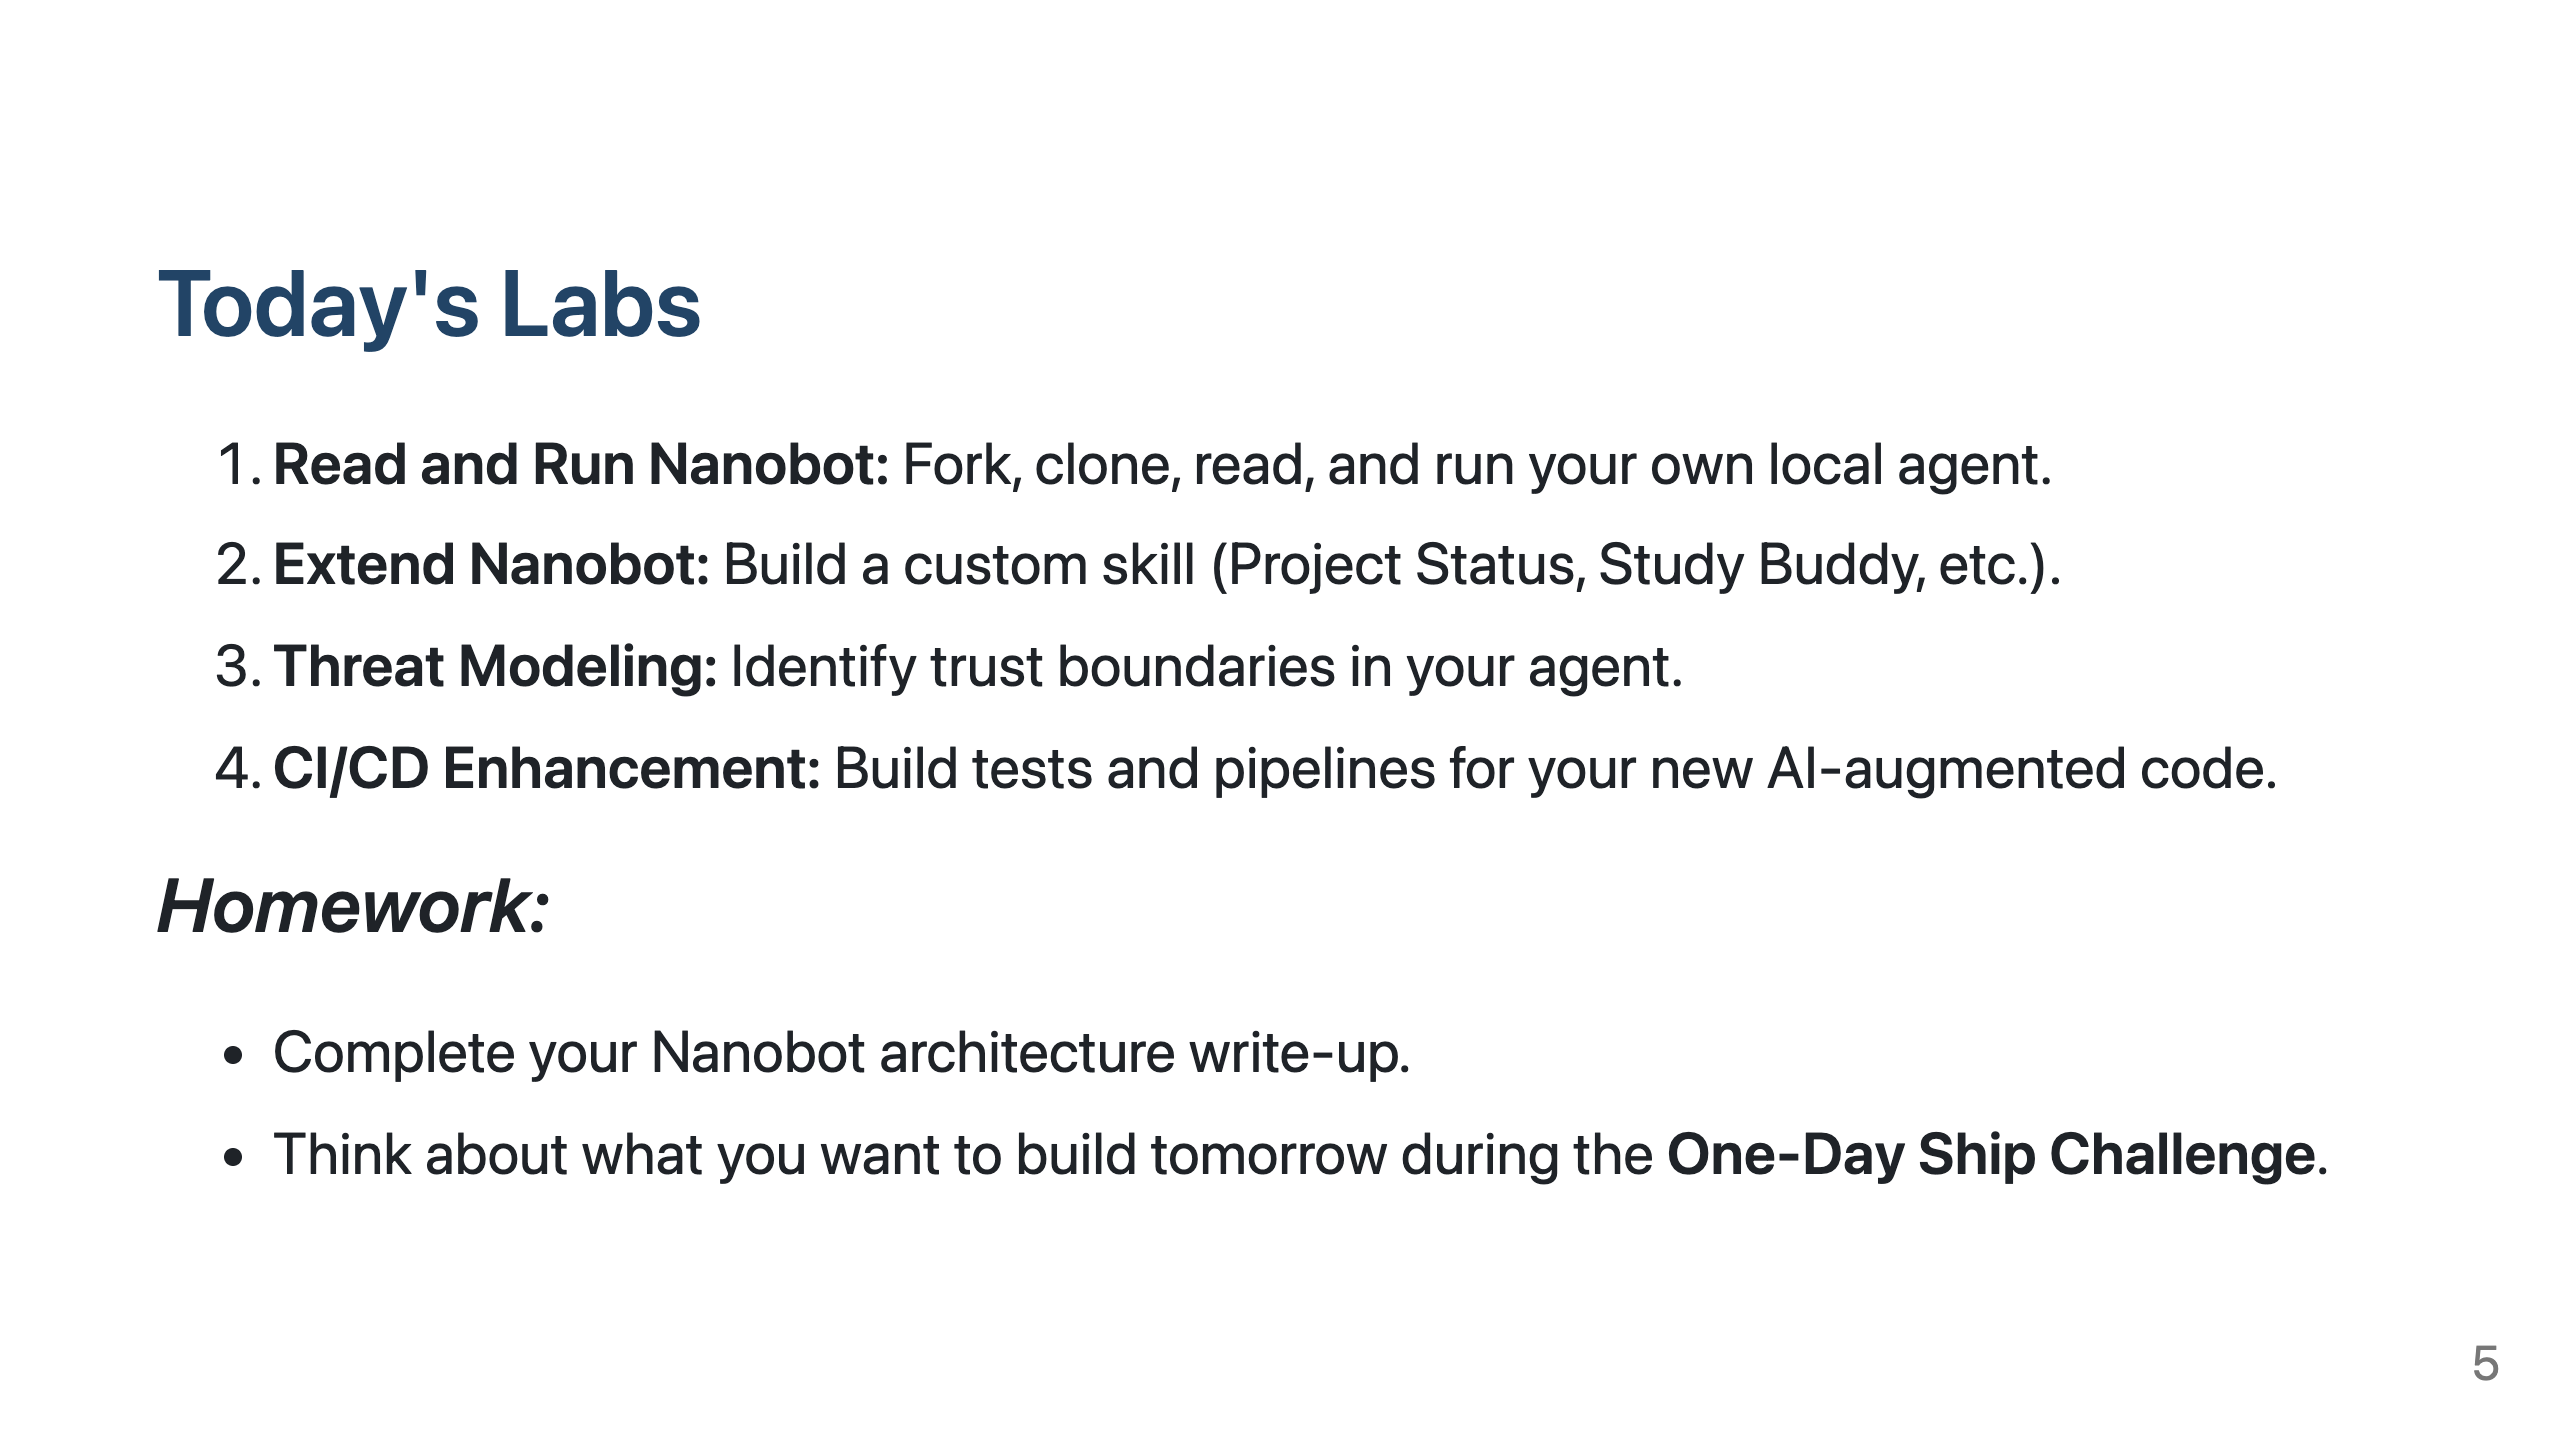 Today's Labs
1. Read and Run Nanobot: Fork, clone, read, and run your own local agent.
2. Extend Nanobot: Build a custom skill (Project Status, Study Buddy, etc.).
3. Threat Modeling: Identify trust boundaries in your agent.
4. CI/CD Enhancement: Build tests and pipelines for your new AI-augmented code.
Homework:
• Complete your Nanobot architecture write-up.
• Think about what you want to build tomorrow during the One-Day Ship Challenge.
5